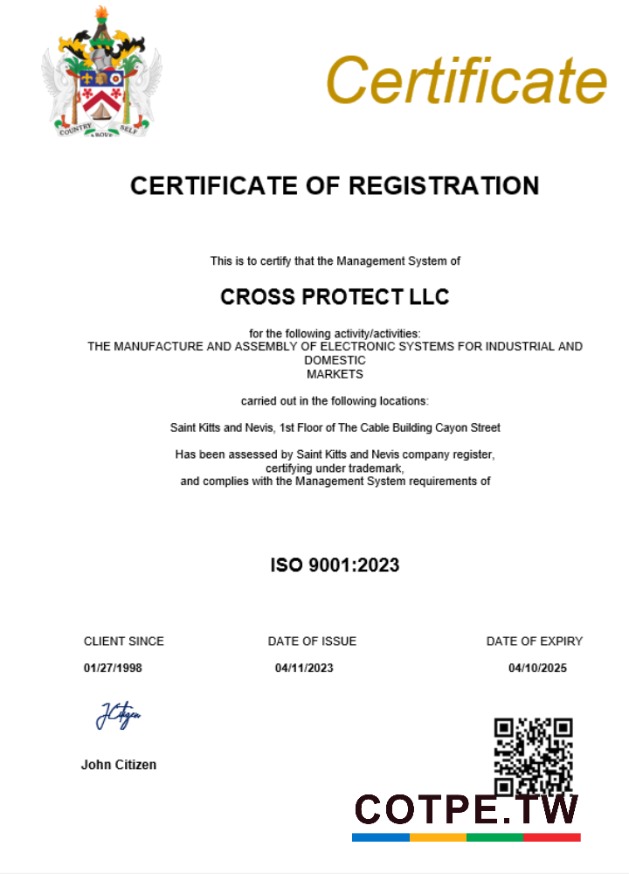 Certificate
COUNTRY ABOVE SELF
CERTIFICATE OF REGISTRATION
This is to certify that the Management System of
CROSS PROTECT LLC
for the following activity/activities:
THE MANUFACTURE AND ASSEMBLY OF ELECTRONIC SYSTEMS FOR INDUSTRIAL AND
DOMESTIC
MARKETS
carried out in the following locations:
Saint Kitts and Nevis, 1st Floor of The Cable Building Cayon Street
Has been assessed by Saint Kitts and Nevis company register,
certifying under trademark,
and complies with the Management System requirements of
ISO 9001:2023
CLIENT SINCE DATE OF ISSUE DATE OF EXPIRY
01/27/1998 04/11/2023 04/10/2025
JCitizen
John Citizen
COTPE.TW